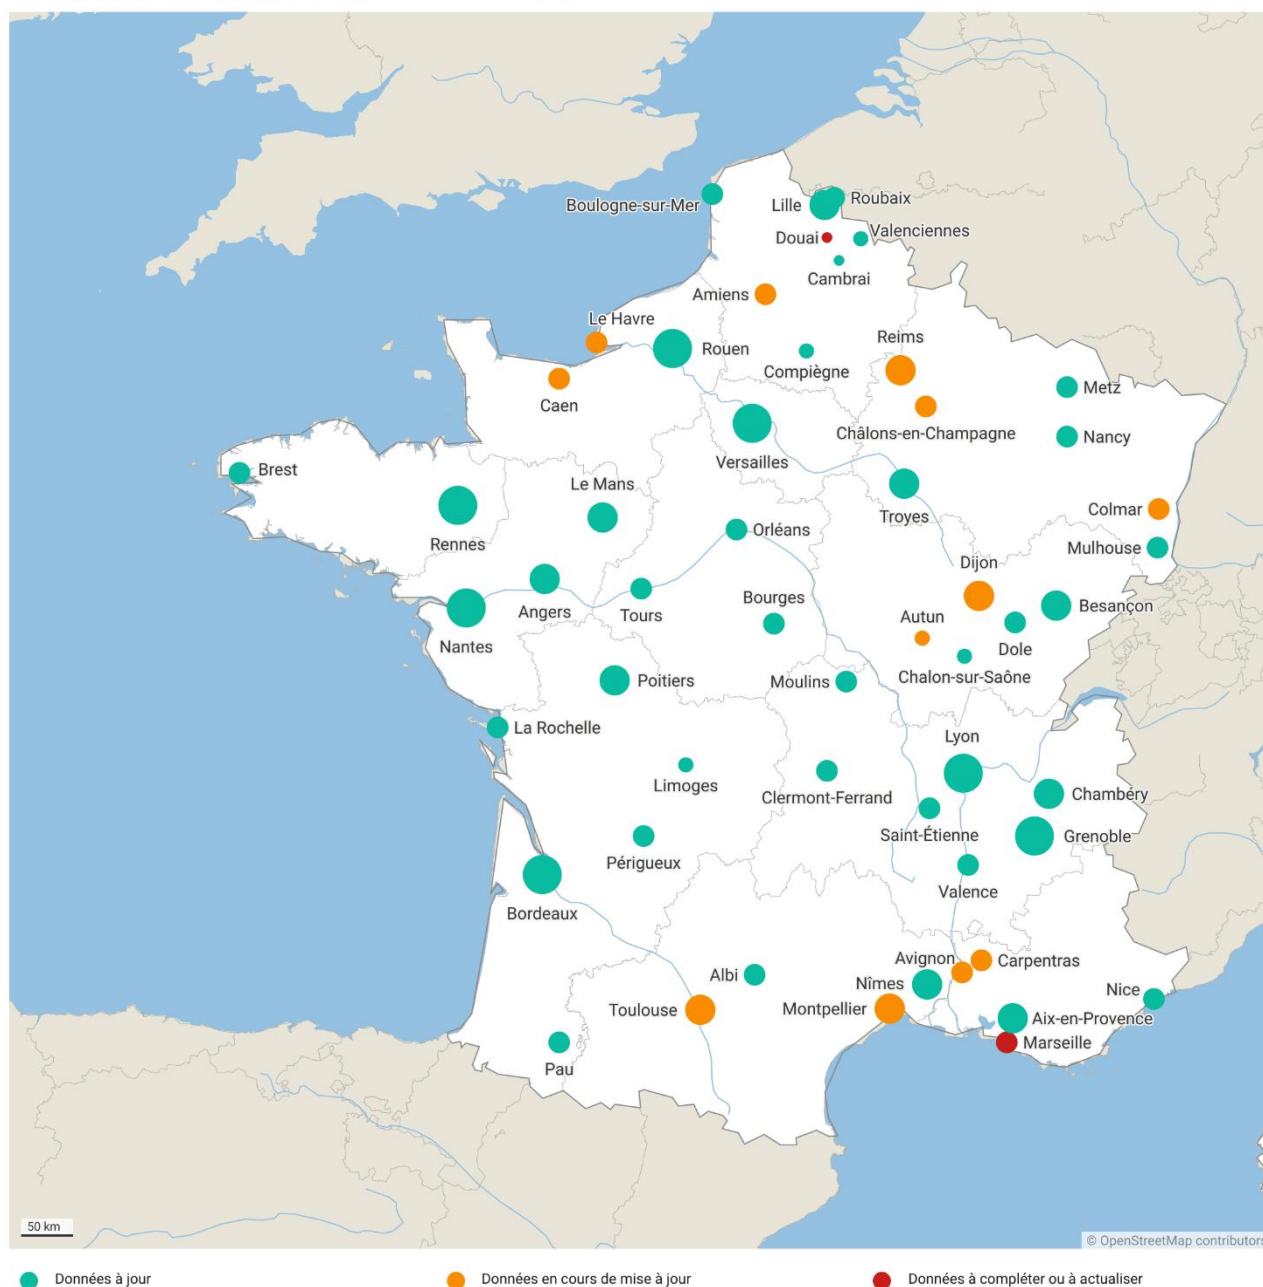 Boulogne-sur-Mer
Lille
Roubaix
Douai
Valenciennes
Cambrai
Amiens
Le Havre
Rouen
Compiègne
Reims
Metz
Caen
Châlons-en-Champagne
Nancy
Versailles
Brest
Le Mans
Troyes
Colmar
Rennes
Orléans
Mulhouse
Dijon
Angers
Tours
Bourges
Besançon
Autun
Dole
Nantes
Chalon-sur-Saône
Poitiers
Moulins
La Rochelle
Lyon
Limoges
Clermont-Ferrand
Chambéry
Saint-Étienne
Grenoble
Périgueux
Valence
Bordeaux
Avignon
Carpentras
Albi
Nîmes
Nice
Toulouse
Montpellier
Aix-en-Provence
Marseille
Pau
50 km
© OpenStreetMap contributors
Données à jour
Données en cours de mise à jour
Données à compléter ou à actualiser